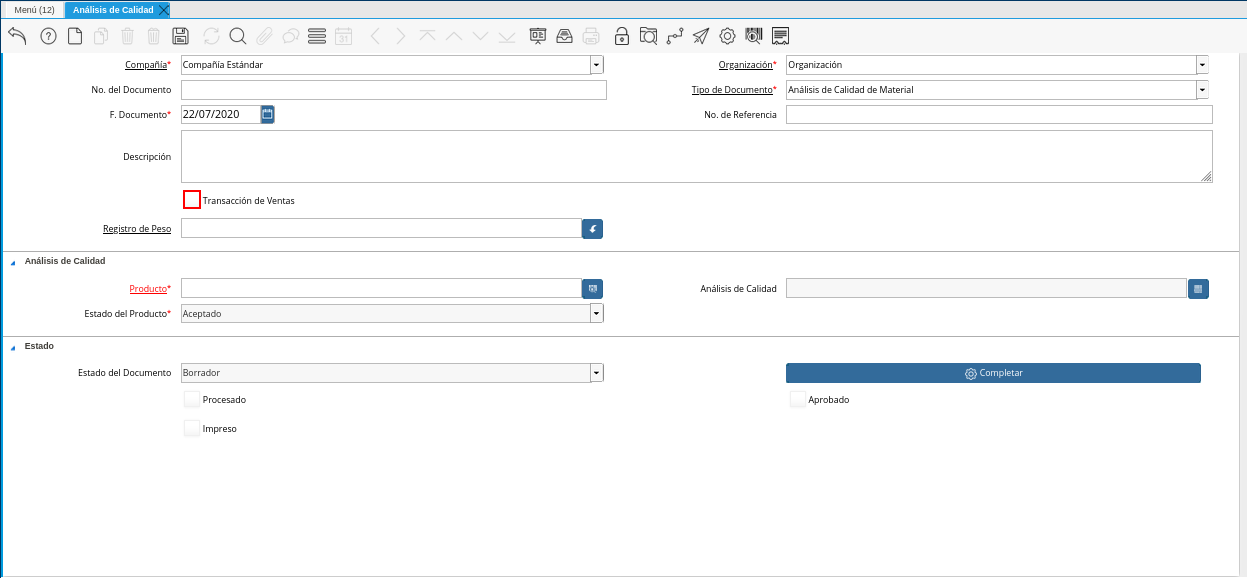 Menú (12) Análisis de Calidad
31
Compañía* Compañía Estándar Organización* Organización
No. del Documento Tipo de Documento* Análisis de Calidad de Material
F. Documento* 22/07/2020 No. de Referencia
Descripción
Transacción de Ventas
Registro de Peso
Análisis de Calidad
Producto* Análisis de Calidad
Estado del Producto* Aceptado
Estado
Estado del Documento Borrador Completar
Procesado Aprobado
Impreso